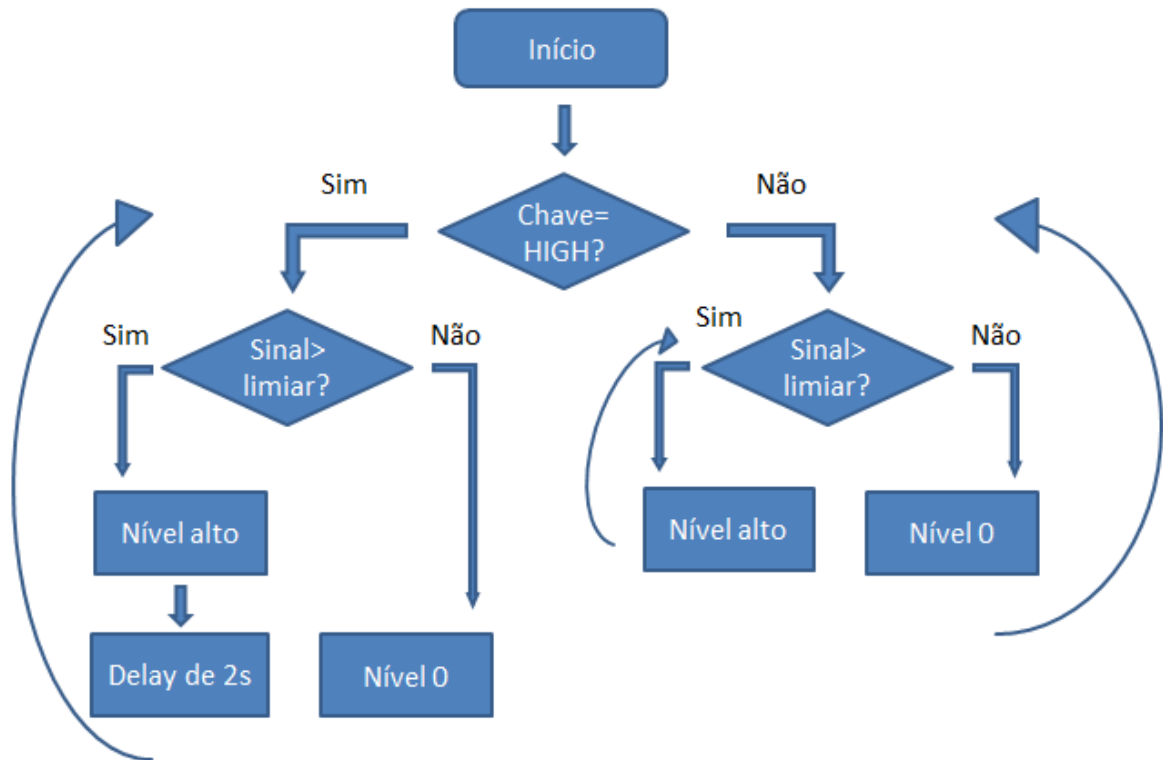 Início
Sim
Não
Chave=
HIGH?
Sim
Não
Sim
Não
Sinal>
limiar?
Sinal>
limiar?
Nível alto
Nível alto
Nível 0
Delay de 2s
Nível 0